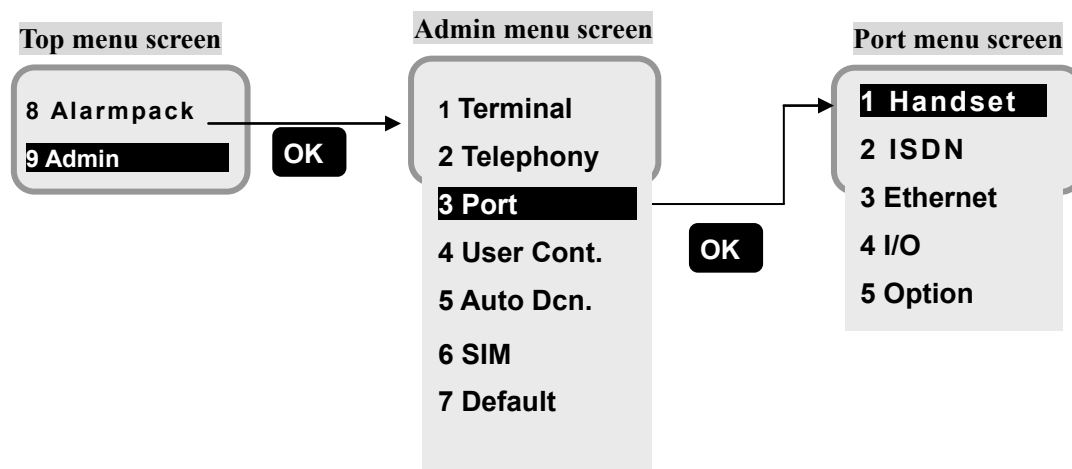 Top menu screen
8 Alarmpack
9 Admin
OK
Admin menu screen
1 Terminal
2 Telephony
3 Port
4 User Cont.
5 Auto Dcn.
6 SIM
7 Default
OK
Port menu screen
1 Handset
2 ISDN
3 Ethernet
4 I/O
5 Option